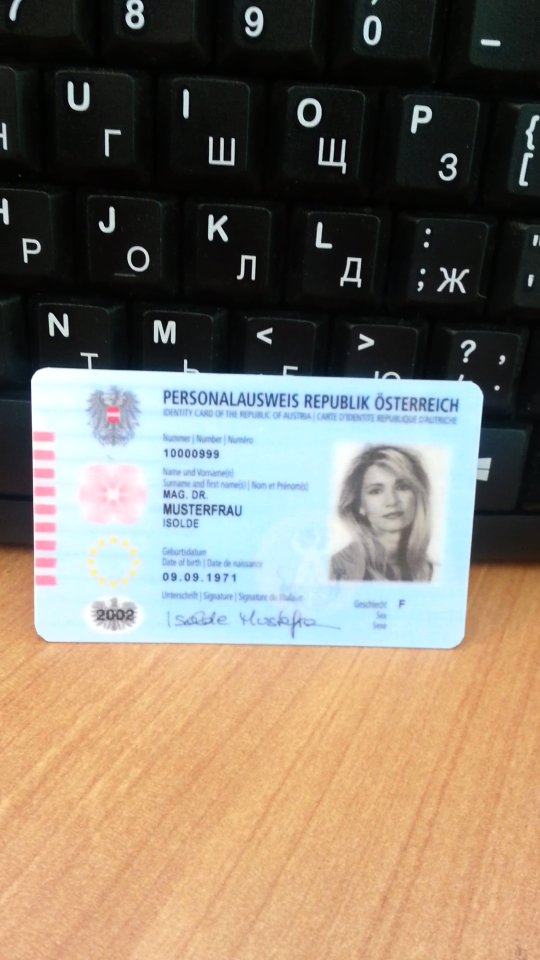 7 8 9 0 _
U I O P {
Г Ш Щ З [
J K L : "
Р О Л Д ; Ж '
N M < > ? ,
.
PERSONALAUSWEIS REPUBLIK ÖSTERREICH
IDENTITY CARD OF THE REPUBLIC OF AUSTRIA | CARTE D'IDENTITÉ RÉPUBLIQUE D'AUTRICHE
Nummer | Number | Numéro
10000999
Name und Vorname(n)
Surname and first name(s) | Nom et Prénom(s)
MAG. DR.
MUSTERFRAU
ISOLDE
Geburtsdatum
Date of birth | Date de naissance
09.09.1971
Unterschrift | Signature | Signature du titulaire
Isolde Musterfra
Geschlecht F
Sex
Sexe
2002